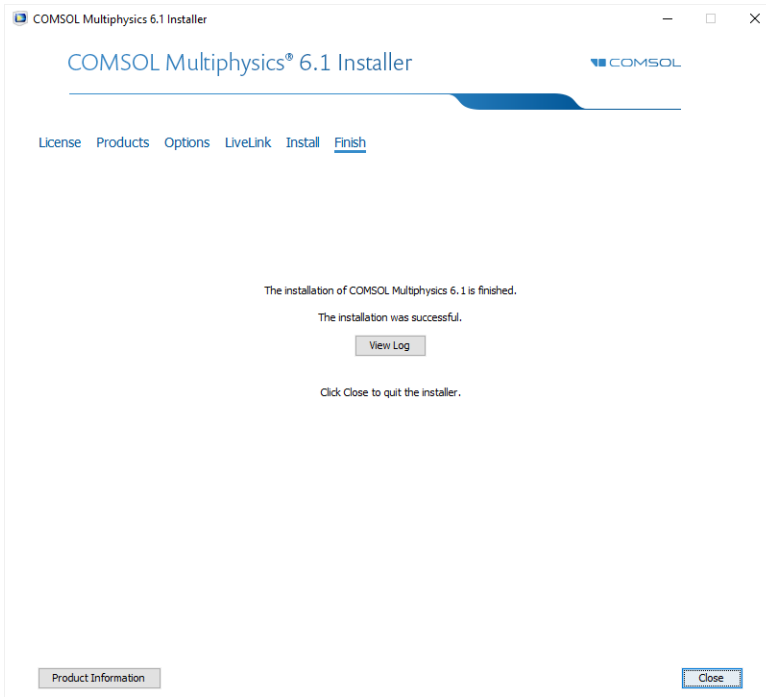 COMSOL Multiphysics 6.1 Installer
COMSOL Multiphysics® 6.1 Installer
COMSOL
License Products Options LiveLink Install Finish
The installation of COMSOL Multiphysics 6.1 is finished.
The installation was successful.
View Log
Click Close to quit the installer.
Product Information
Close